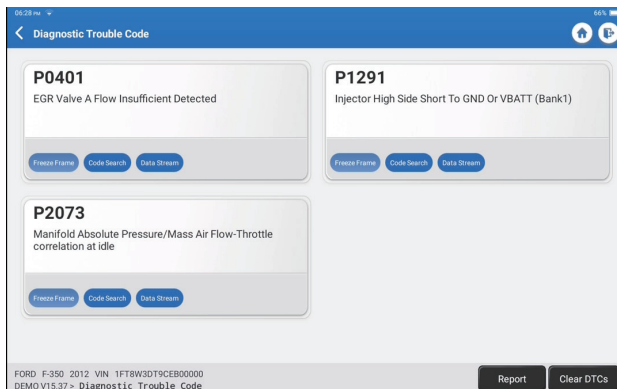 06:28 PM
66%
Diagnostic Trouble Code
P0401
EGR Valve A Flow Insufficient Detected
Freeze Frame Code Search Data Stream
P1291
Injector High Side Short To GND Or VBATT (Bank1)
Freeze Frame Code Search Data Stream
P2073
Manifold Absolute Pressure/Mass Air Flow-Throttle
correlation at idle
Freeze Frame Code Search Data Stream
FORD F-350 2012 VIN 1FT8W3DT9CEB00000
DEMO V15.37 > Diagnostic Trouble Code
Report Clear DTCs